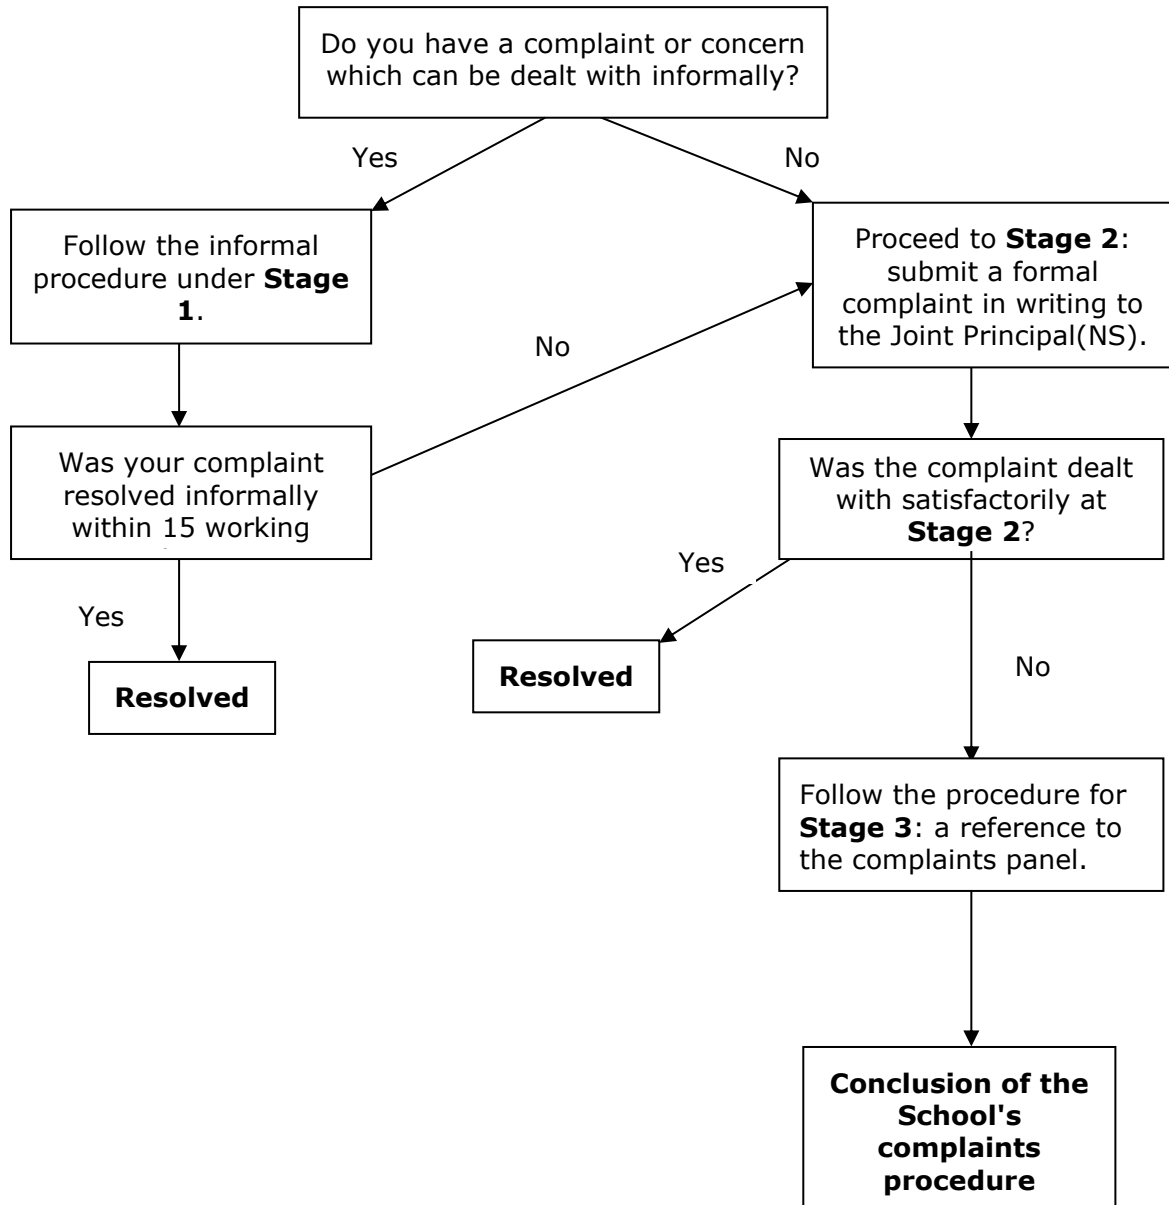 Do you have a complaint or concern
which can be dealt with informally?
Yes
No
Follow the informal
procedure under Stage
1.
Proceed to Stage 2:
submit a formal
complaint in writing to
the Joint Principal(NS).
No
Was your complaint
resolved informally
within 15 working
Was the complaint dealt
with satisfactorily at
Stage 2?
Yes
Yes
Resolved
Resolved
No
Follow the procedure for
Stage 3: a reference to
the complaints panel.
Conclusion of the
School's
complaints
procedure